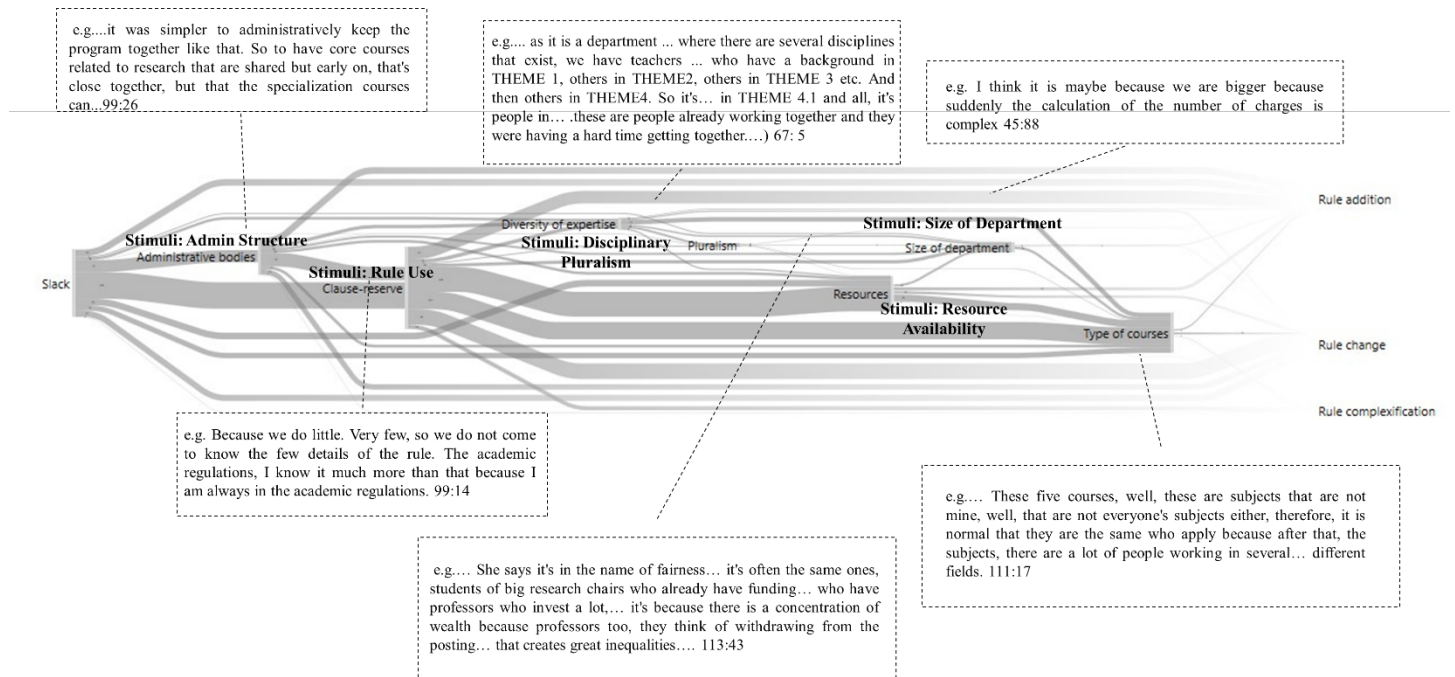 e.g....it was simpler to administratively keep the
program together like that. So to have core courses
related to research that are shared but early on, that's
close together, but that the specialization courses
can...99:26
e.g.... as it is a department ... where there are several disciplines
that exist, we have teachers ... who have a background in
THEME 1, others in THEME2, others in THEME 3 etc. And
then others in THEME4. So it's… in THEME 4.1 and all, it's
people in… .these are people already working together and they
were having a hard time getting together.…) 67: 5
e.g. I think it is maybe because we are bigger because
suddenly the calculation of the number of charges is
complex 45:88
Slack
Stimuli: Admin Structure
Administrative bodies
Stimuli: Rule Use
Clause-reserve
Diversity of expertise
Stimuli: Disciplinary
Pluralism
Pluralism
Stimuli: Size of Department
Size of department
Resources
Stimuli: Resource
Availability
Type of courses
Rule addition
Rule change
Rule complexification
e.g. Because we do little. Very few, so we do not come
to know the few details of the rule. The academic
regulations, I know it much more than that because I
am always in the academic regulations. 99:14
e.g.… She says it's in the name of fairness… it's often the same ones,
students of big research chairs who already have funding… who have
professors who invest a lot,… it's because there is a concentration of
wealth because professors too, they think of withdrawing from the
posting… that creates great inequalities…. 113:43
e.g.… These five courses, well, these are subjects that are not
mine, well, that are not everyone's subjects either, therefore, it is
normal that they are the same who apply because after that, the
subjects, there are a lot of people working in several… different
fields. 111:17